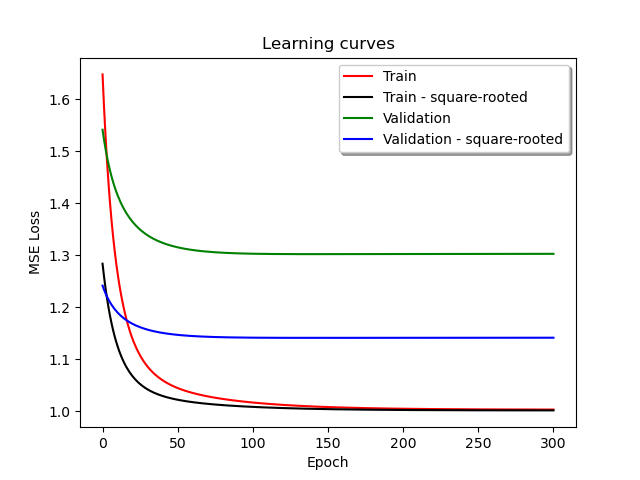 Learning curves
Train
Train - square-rooted
Validation
Validation - square-rooted
MSE Loss
1.6
1.5
1.4
1.3
1.2
1.1
1.0
0 50 100 150 200 250 300
Epoch